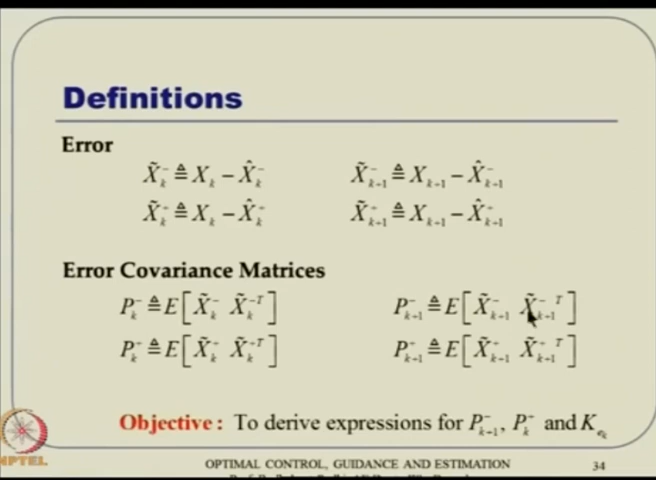 Definitions
Error
X̃ₖ⁻ ≜ Xₖ − X̂ₖ⁻    X̃ₖ₊₁⁻ ≜ Xₖ₊₁ − X̂ₖ₊₁⁻
X̃ₖ⁺ ≜ Xₖ − X̂ₖ⁺    X̃ₖ₊₁⁺ ≜ Xₖ₊₁ − X̂ₖ₊₁⁺
Error Covariance Matrices
Pₖ⁻ ≜ E[X̃ₖ⁻ X̃ₖ⁻ᵀ]    Pₖ₊₁⁻ ≜ E[X̃ₖ₊₁⁻ X̃ₖ₊₁⁻ᵀ]
Pₖ⁺ ≜ E[X̃ₖ⁺ X̃ₖ⁺ᵀ]    Pₖ₊₁⁺ ≜ E[X̃ₖ₊₁⁺ X̃ₖ₊₁⁺ᵀ]
Objective : To derive expressions for Pₖ₊₁⁻, Pₖ⁺ and K_{e_k}
NPTEL
OPTIMAL CONTROL, GUIDANCE AND ESTIMATION 34